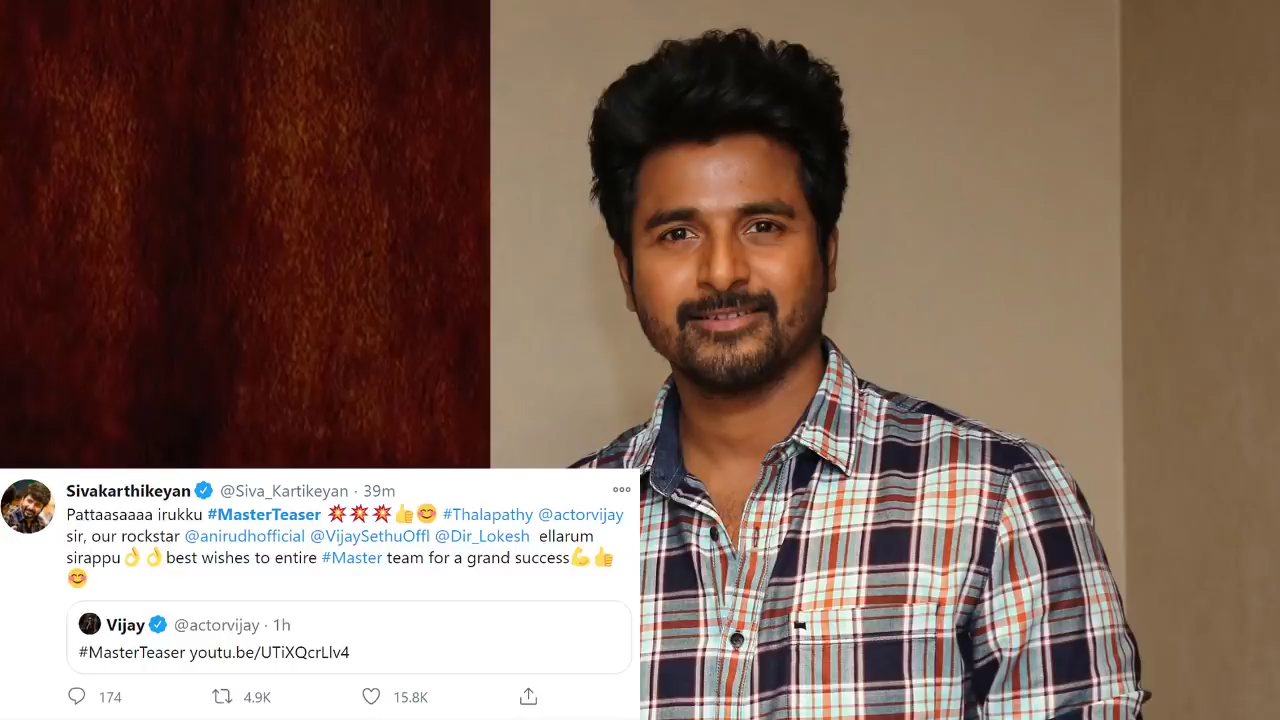 Sivakarthikeyan @Siva_Kartikeyan · 39m
Pattaasaaaa irukku #MasterTeaser 💥💥💥👍😊 #Thalapathy @actorvijay
sir, our rockstar @anirudhofficial @VijaySethuOffl @Dir_Lokesh ellarum
sirappu👌👌best wishes to entire #Master team for a grand success💪👍
😊
Vijay @actorvijay · 1h
#MasterTeaser youtu.be/UTiXQcrLlv4
174 4.9K 15.8K